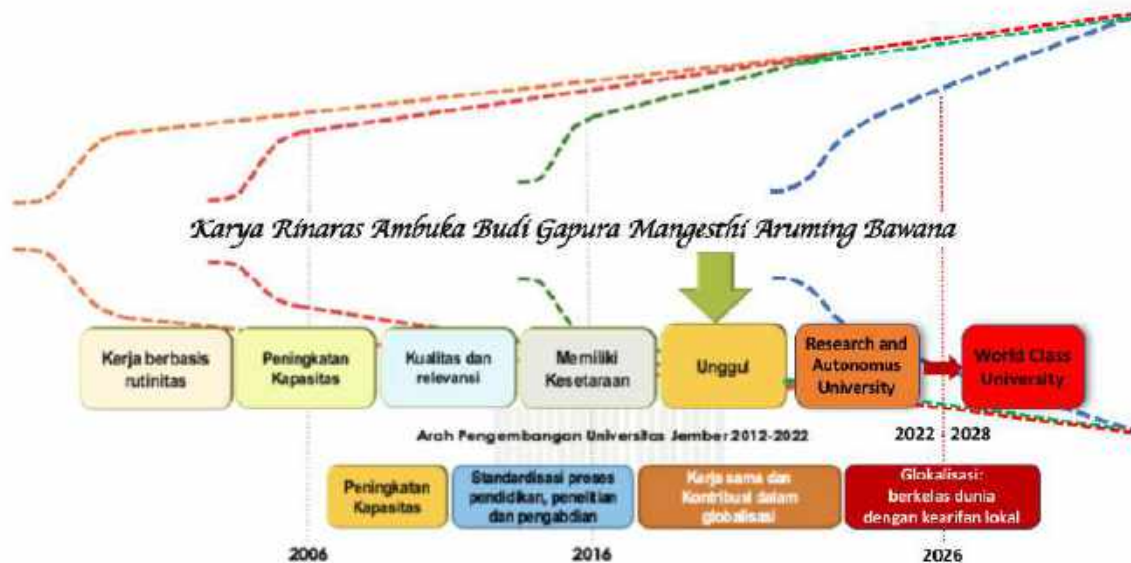 Karya Rinaras Ambuka Budi Gapura Mangesthi Aruming Bawana
Kerja berbasis
rutinitas
Peningkatan
Kapasitas
Kualitas dan
relevansi
Memiliki
Kesetaraan
Unggul
Research and
Autonomus
University
World Class
University
Arah Pengembangan Universitas Jember 2012-2022
2022 - 2028
Peningkatan
Kapasitas
Standardisasi proses
pendidikan, penelitian
dan pengabdian
Kerja sama dan
Kontribusi dalam
globalisasi
Glokalisasi:
berkelas dunia
dengan kearifan lokal
2006
2016
2026